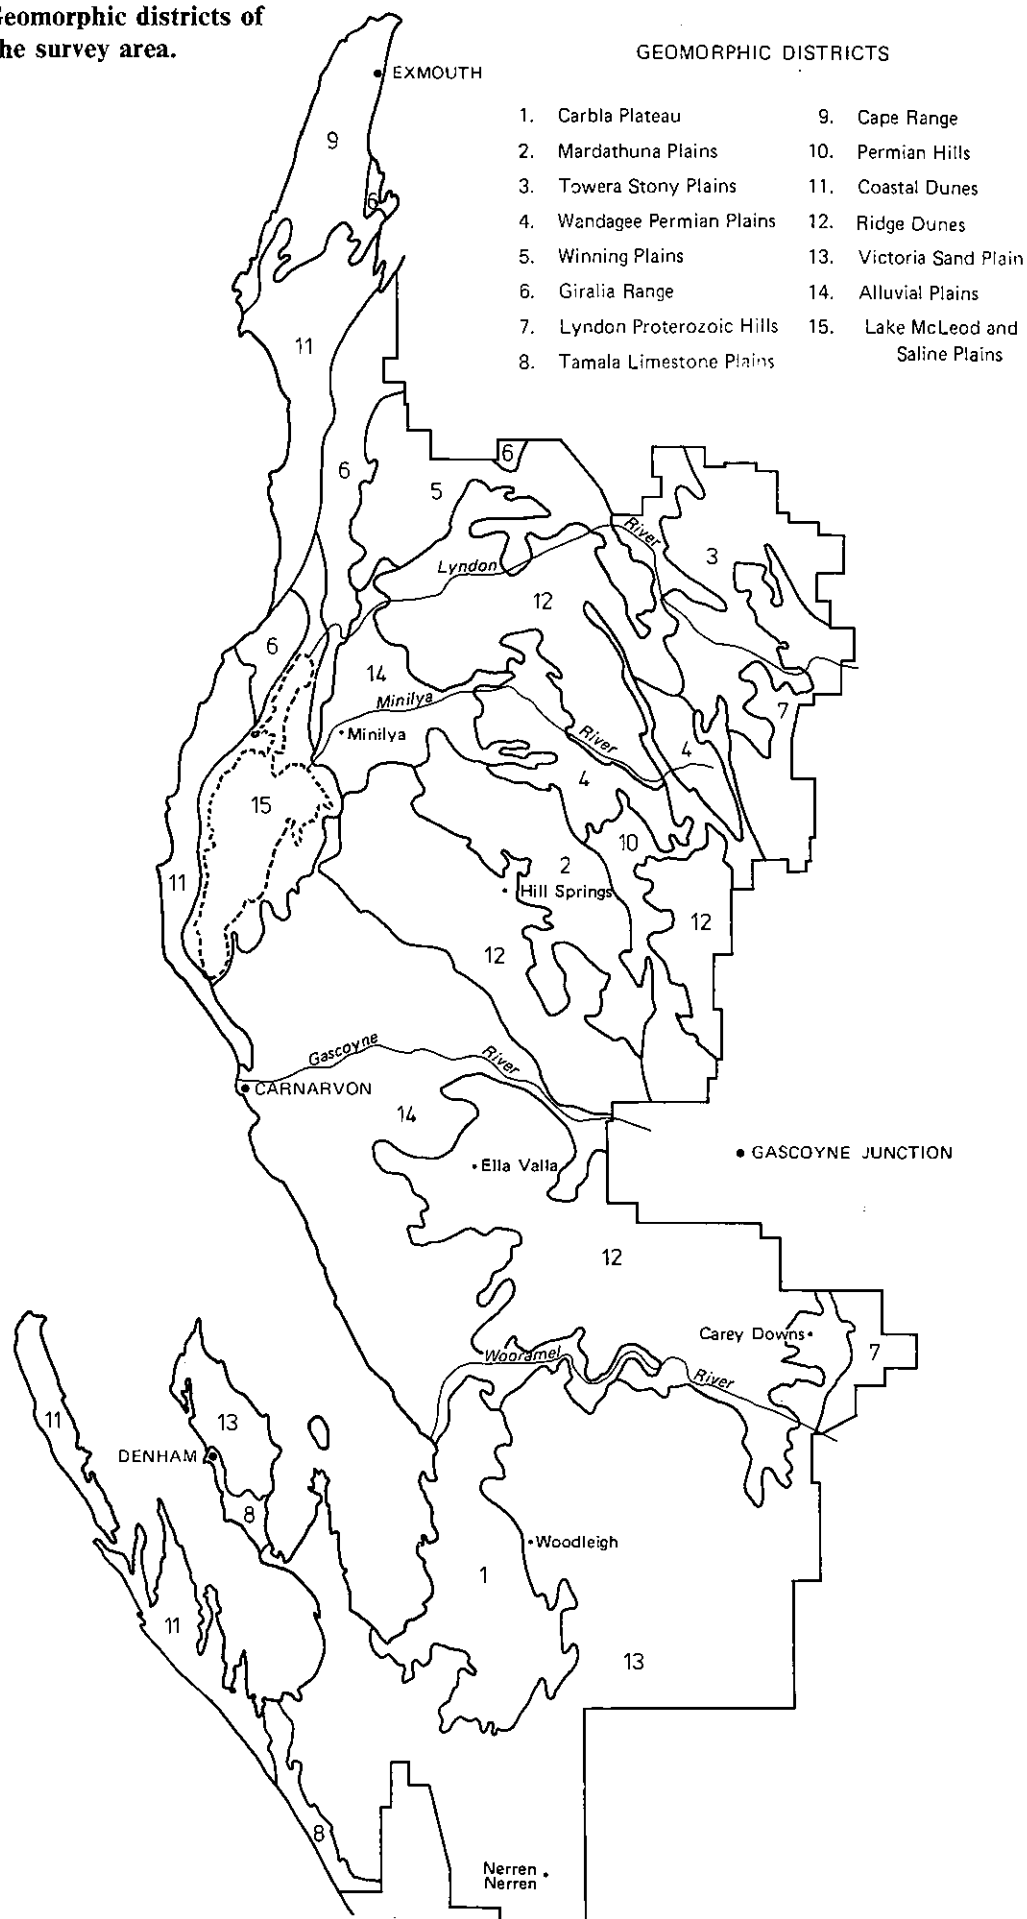 Geomorphic districts of
the survey area.
GEOMORPHIC DISTRICTS
1. Carbla Plateau
2. Mardathuna Plains
3. Towera Stony Plains
4. Wandagee Permian Plains
5. Winning Plains
6. Giralia Range
7. Lyndon Proterozoic Hills
8. Tamala Limestone Plains
9. Cape Range
10. Permian Hills
11. Coastal Dunes
12. Ridge Dunes
13. Victoria Sand Plain
14. Alluvial Plains
15. Lake McLeod and
Saline Plains
EXMOUTH
9
6
11
6
6
5
River
3
Lyndon
12
6
14
7
Minilya
Minilya
River
4
4
15
10
2
11
Hill Springs
12
12
Gascoyne
River
CARNARVON
14
GASCOYNE JUNCTION
Ella Valla
12
Carey Downs
7
Wooramel
River
11
13
DENHAM
8
Woodleigh
1
11
13
8
Nerren
Nerren